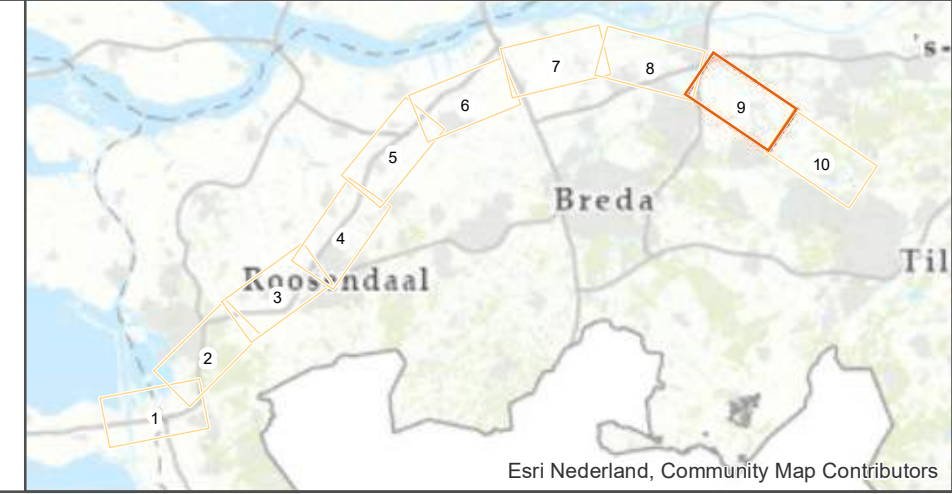 's-
7
8
9
6
5
10
Breda
4
Til
Roosendaal
3
2
1
Esri Nederland, Community Map Contributors